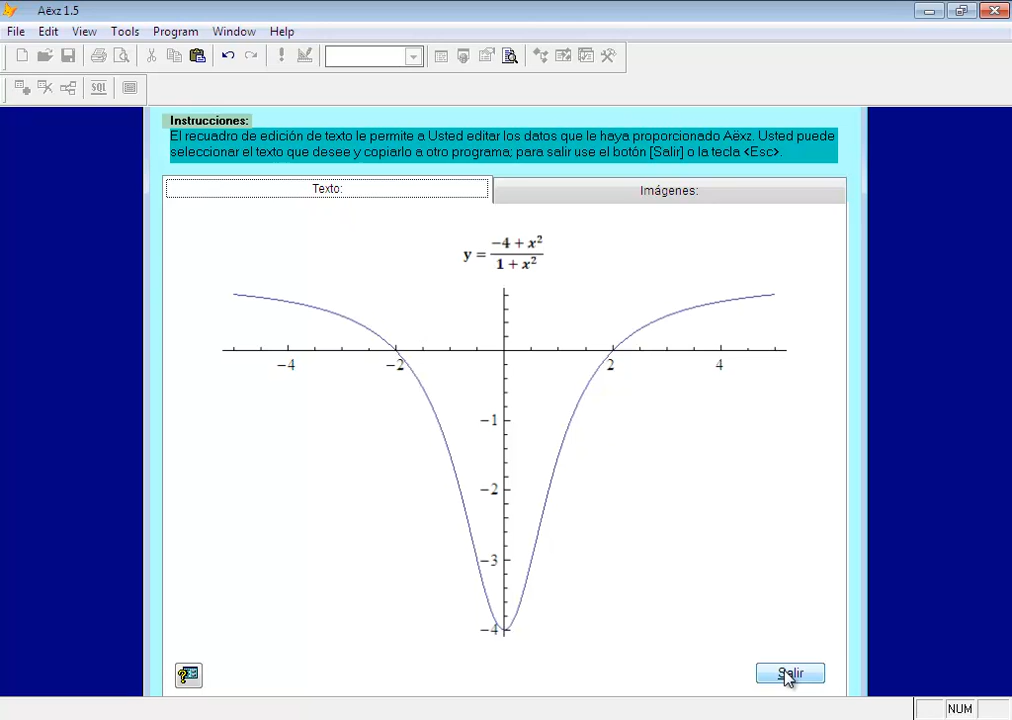 Aëxz 1.5
File Edit View Tools Program Window Help
SQL
Instrucciones:
El recuadro de edición de texto le permite a Usted editar los datos que le haya proporcionado Aëxz. Usted puede
seleccionar el texto que desee y copiarlo a otro programa; para salir use el botón [Salir] o la tecla <Esc>.
Texto: Imágenes:
y = (−4 + x²)/(1 + x²)
−4 −2 2 4
−1
−2
−3
−4
Salir
NUM